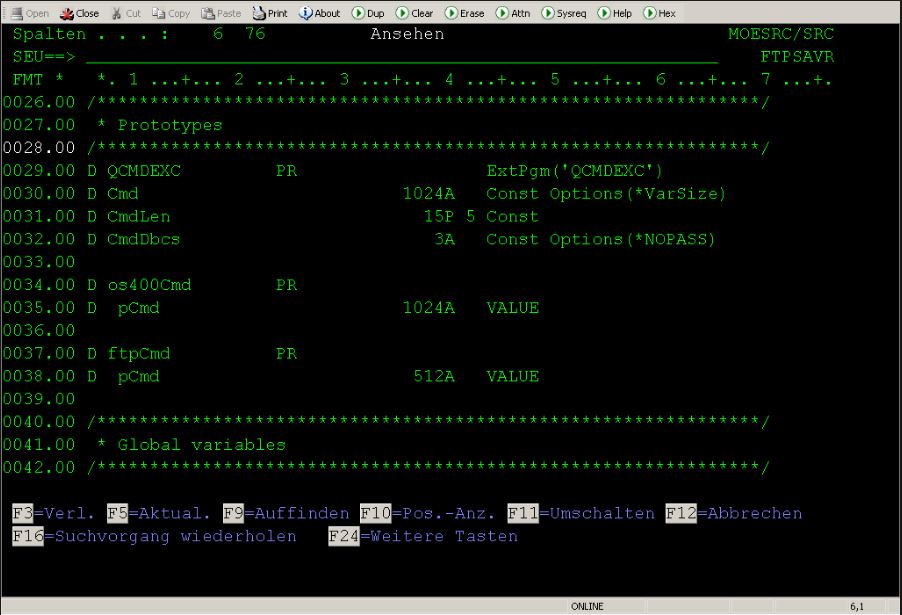 Open Close Cut Copy Paste Print About Dup Clear Erase Attn Sysreq Help Hex
Spalten . . . :    6  76           Ansehen                           MOESRC/SRC
SEU==> FTPSAVR
FMT *   *. 1 ...+... 2 ...+... 3 ...+... 4 ...+... 5 ...+... 6 ...+... 7 ...+.
0026.00 /***************************************************************/
0027.00  * Prototypes
0028.00 /***************************************************************/
0029.00 D QCMDEXC         PR                  ExtPgm('QCMDEXC')
0030.00 D Cmd                         1024A   Const Options(*VarSize)
0031.00 D CmdLen                        15P 5 Const
0032.00 D CmdDbcs                        3A   Const Options(*NOPASS)
0033.00
0034.00 D os400Cmd        PR
0035.00 D  pCmd                       1024A   VALUE
0036.00
0037.00 D ftpCmd          PR
0038.00 D  pCmd                        512A   VALUE
0039.00
0040.00 /***************************************************************/
0041.00  * Global variables
0042.00 /***************************************************************/
F3=Verl. F5=Aktual. F9=Auffinden F10=Pos.-Anz. F11=Umschalten F12=Abbrechen
F16=Suchvorgang wiederholen   F24=Weitere Tasten
ONLINE 6,1